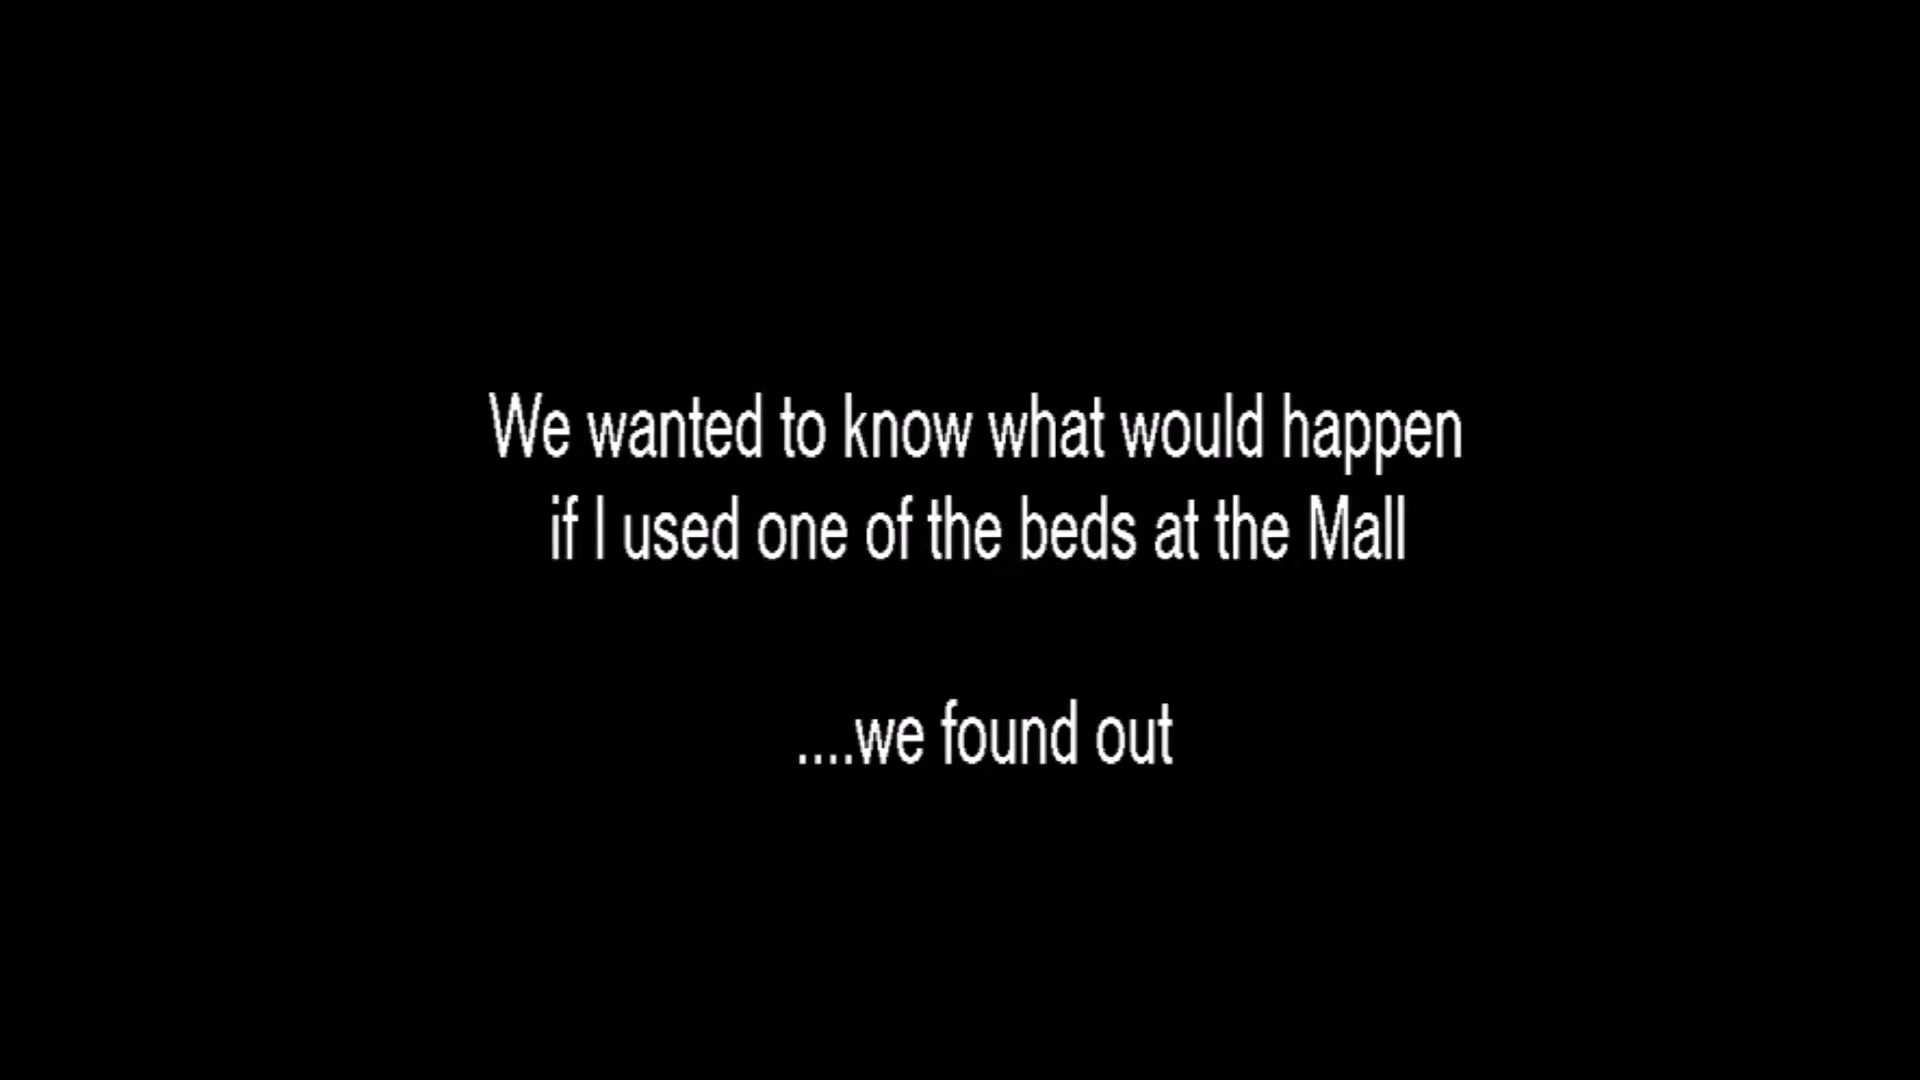 We wanted to know what would happen
if I used one of the beds at the Mall
....we found out